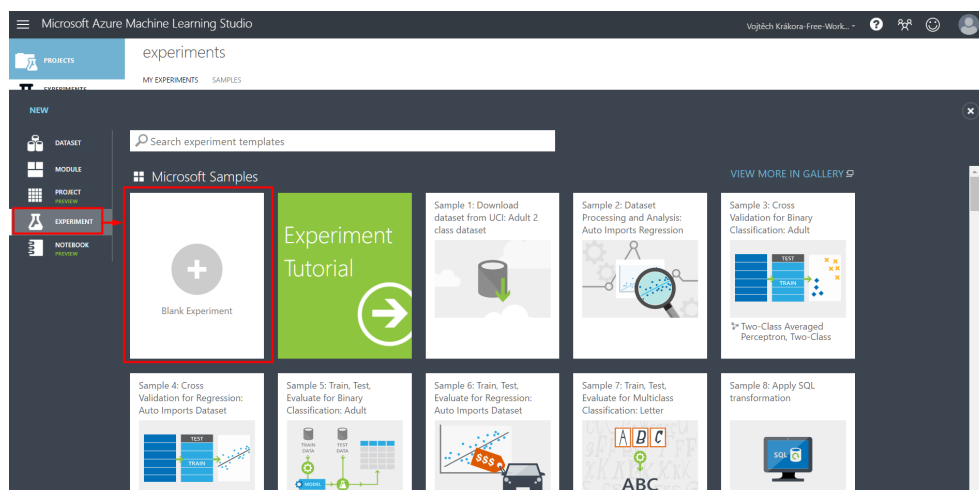 Microsoft Azure Machine Learning Studio
Vojtěch Krákora-Free-Work...
?
PROJECTS
experiments
MY EXPERIMENTS SAMPLES
EXPERIMENTS
NEW
DATASET
MODULE
PROJECT
PREVIEW
EXPERIMENT
NOTEBOOK
PREVIEW
Search experiment templates
Microsoft Samples
VIEW MORE IN GALLERY
Blank Experiment
Experiment
Tutorial
Sample 1: Download
dataset from UCI: Adult 2
class dataset
Sample 2: Dataset
Processing and Analysis:
Auto Imports Regression
Sample 3: Cross
Validation for Binary
Classification: Adult
TEST
TRAIN
Two-Class Averaged
Perceptron, Two-Class
Sample 4: Cross
Validation for Regression:
Auto Imports Dataset
TEST
TRAIN
Sample 5: Train, Test,
Evaluate for Binary
Classification: Adult
TRAIN
DATA
TEST
DATA
MODEL
Sample 6: Train, Test,
Evaluate for Regression:
Auto Imports Dataset
$$$
Sample 7: Train, Test,
Evaluate for Multiclass
Classification: Letter
A B C
ABC
Sample 8: Apply SQL
transformation
SQL